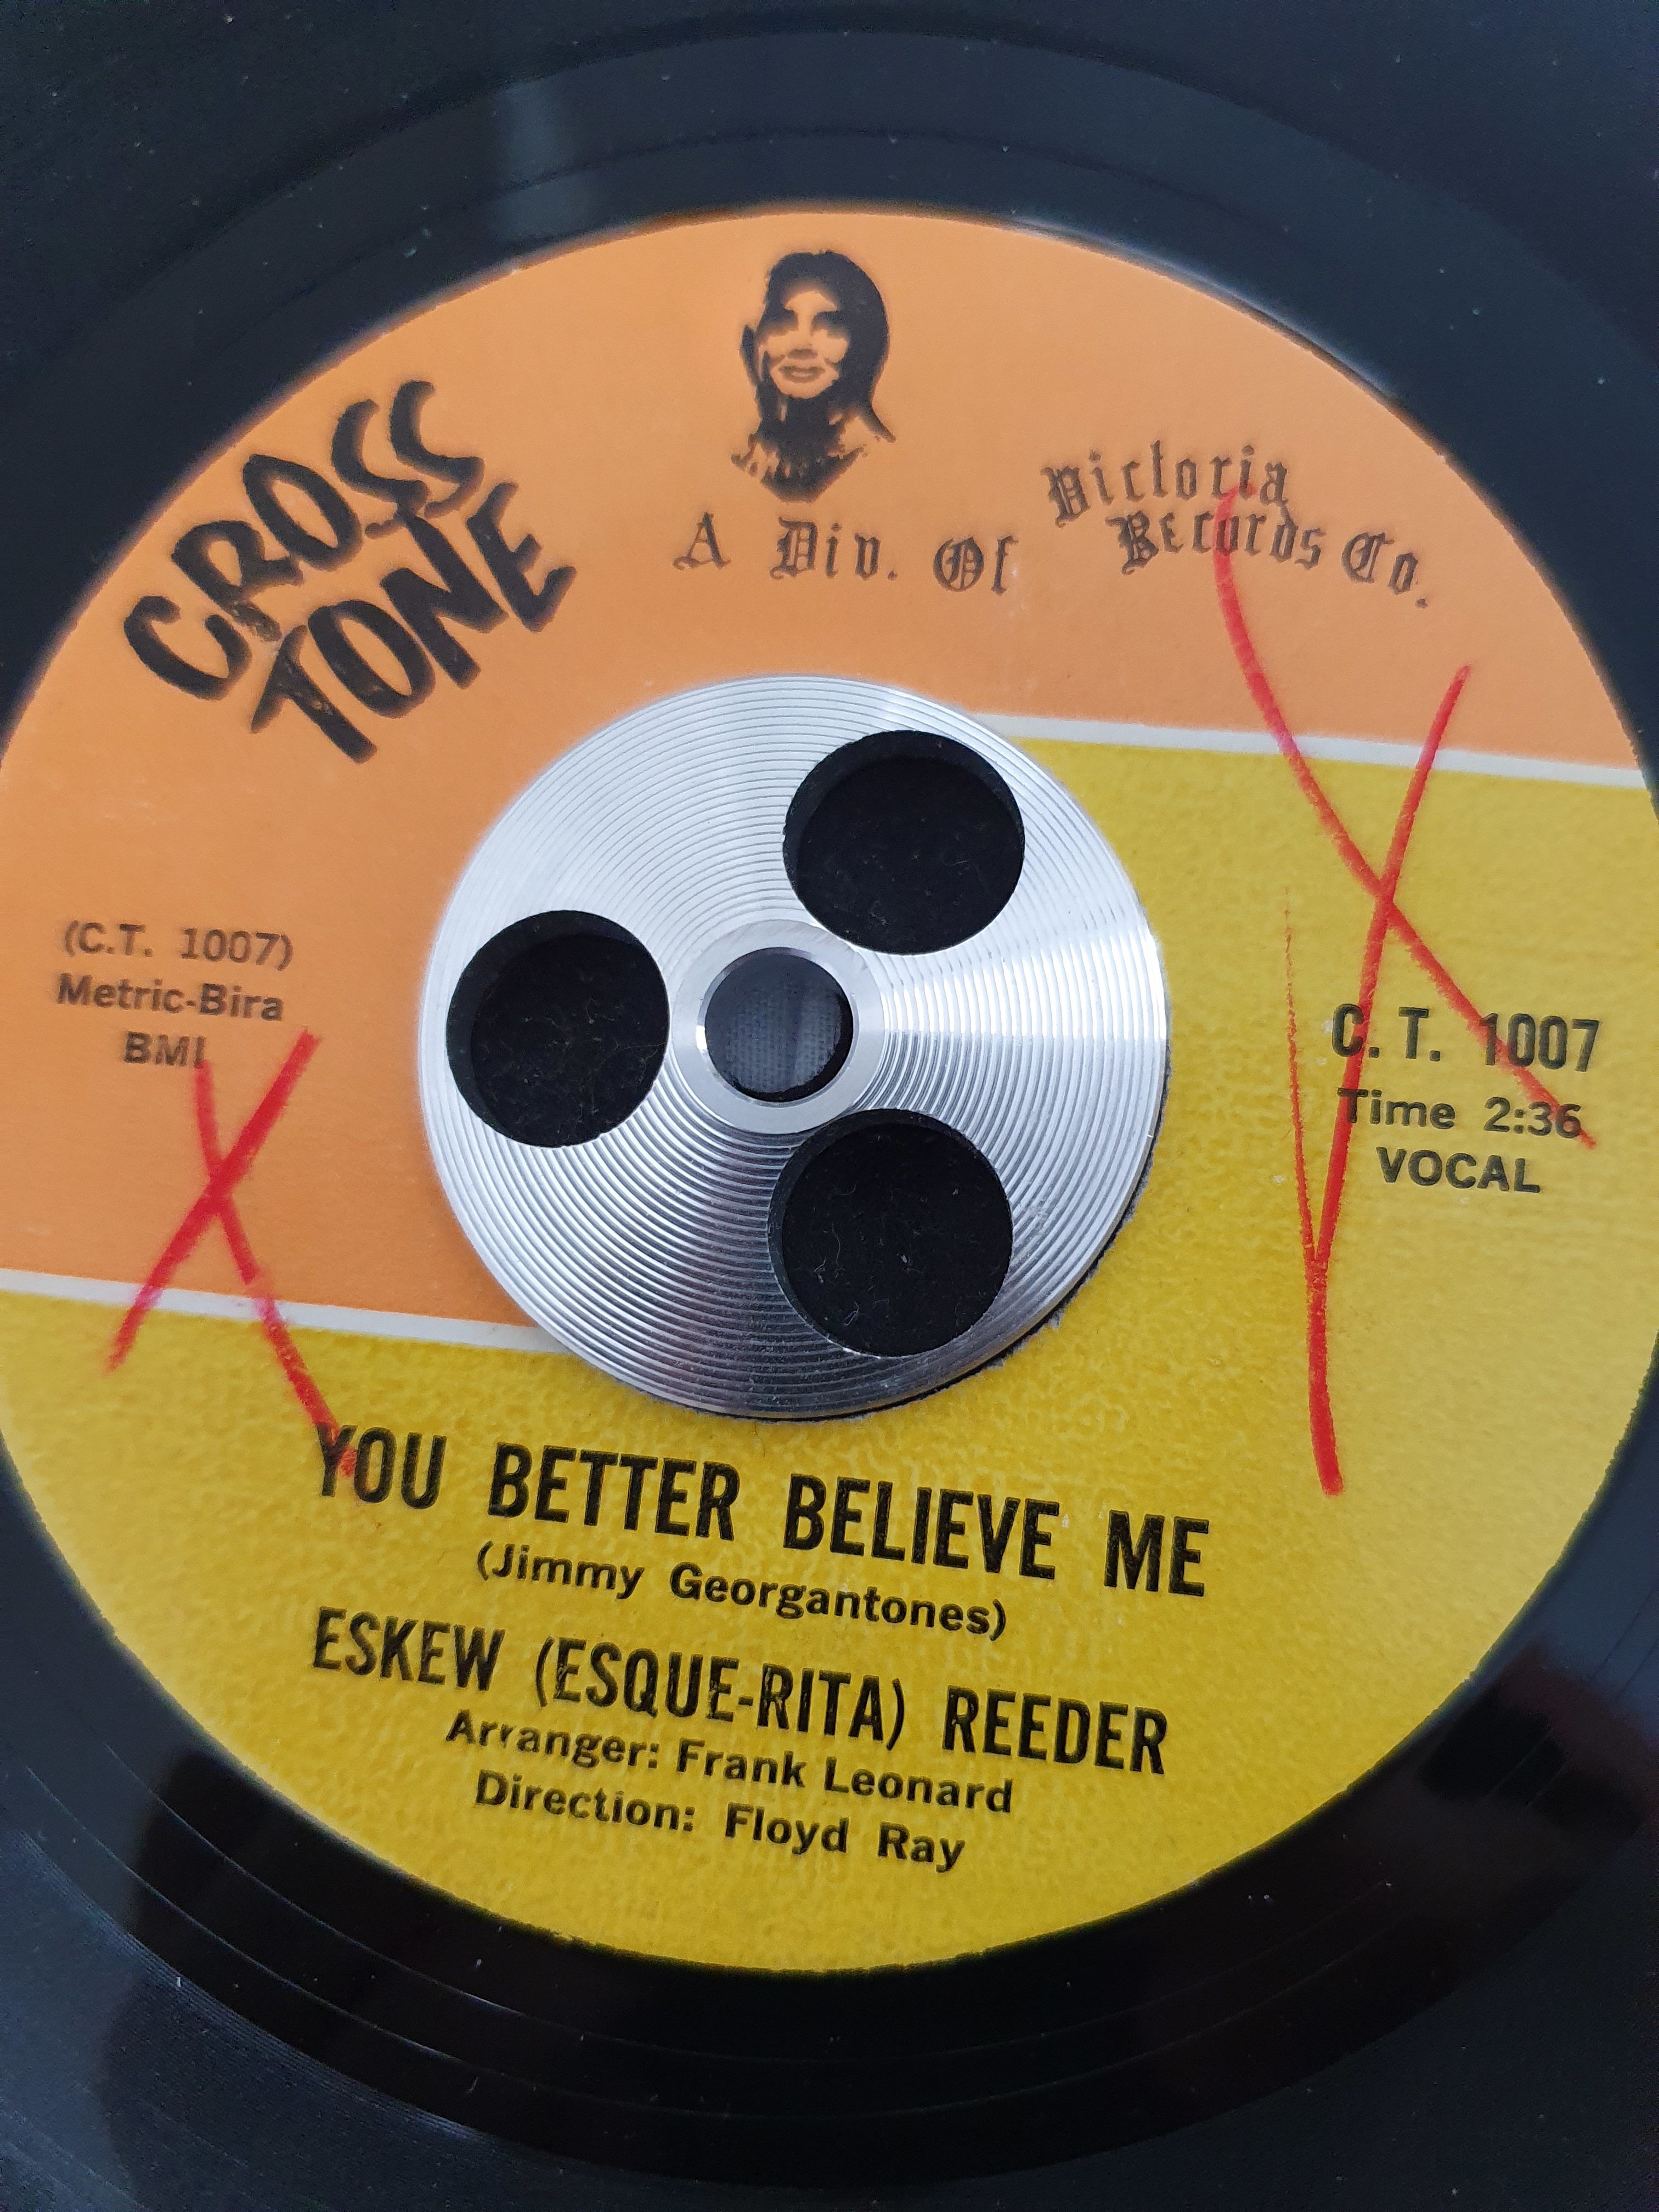 CROSS
TONE
A Div. Of
Victoria
Records Co.
(C.T. 1007)
Metric-Bira
BMI
C. T. 1007
Time 2:36
VOCAL
YOU BETTER BELIEVE ME
(Jimmy Georgantones)
ESKEW (ESQUE-RITA) REEDER
Arranger: Frank Leonard
Direction: Floyd Ray